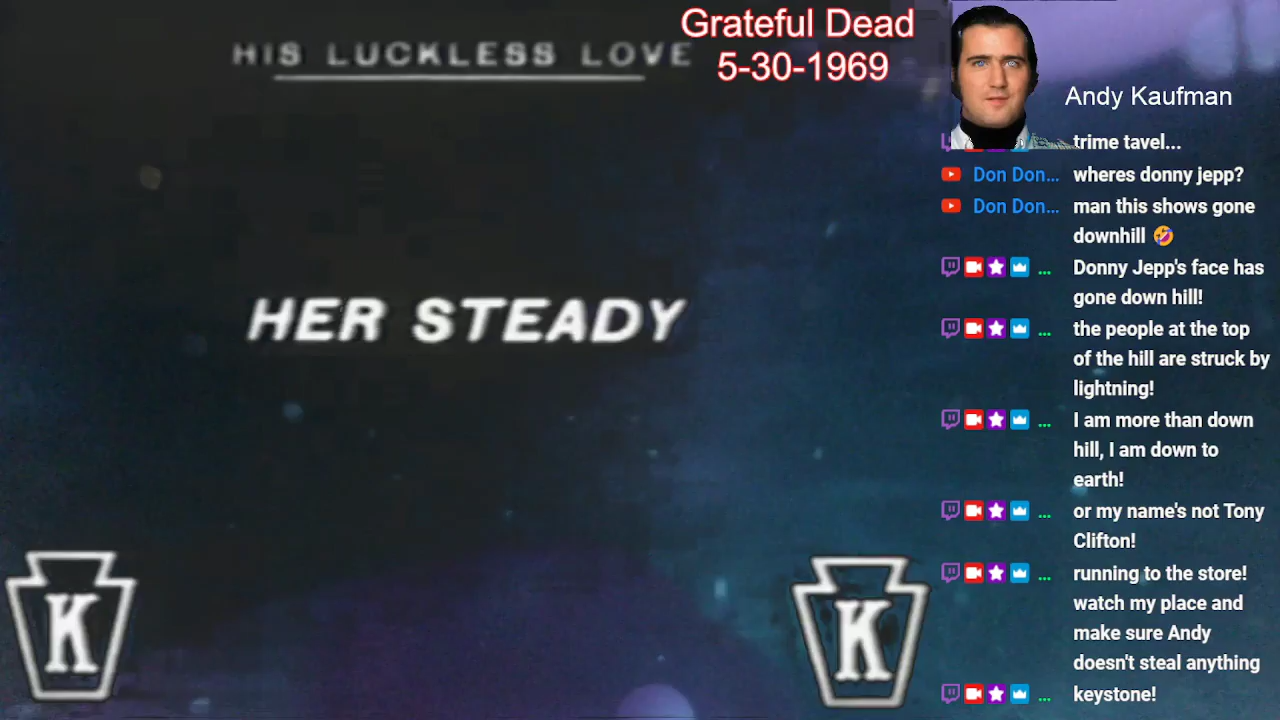 HIS LUCKLESS LOVE
HER STEADY
K
K
Grateful Dead
5-30-1969
Andy Kaufman
trime tavel...
Don Don... wheres donny jepp?
Don Don... man this shows gone
downhill 🤣
... Donny Jepp's face has
gone down hill!
... the people at the top
of the hill are struck by
lightning!
... I am more than down
hill, I am down to
earth!
... or my name's not Tony
Clifton!
... running to the store!
watch my place and
make sure Andy
doesn't steal anything
... keystone!